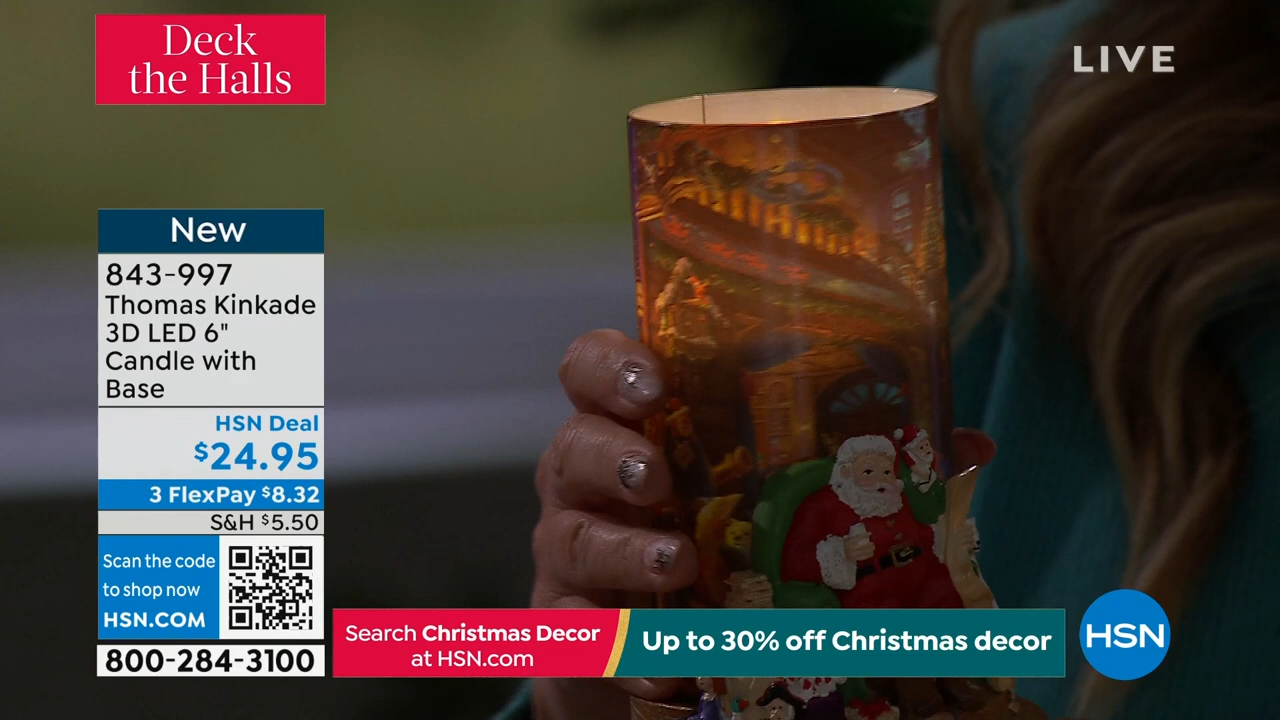 Deck
the Halls
LIVE
New
843-997
Thomas Kinkade
3D LED 6"
Candle with
Base
HSN Deal
$24.95
3 FlexPay $8.32
S&H $5.50
Scan the code
to shop now
HSN.COM
800-284-3100
Search Christmas Decor
at HSN.com
Up to 30% off Christmas decor
HSN